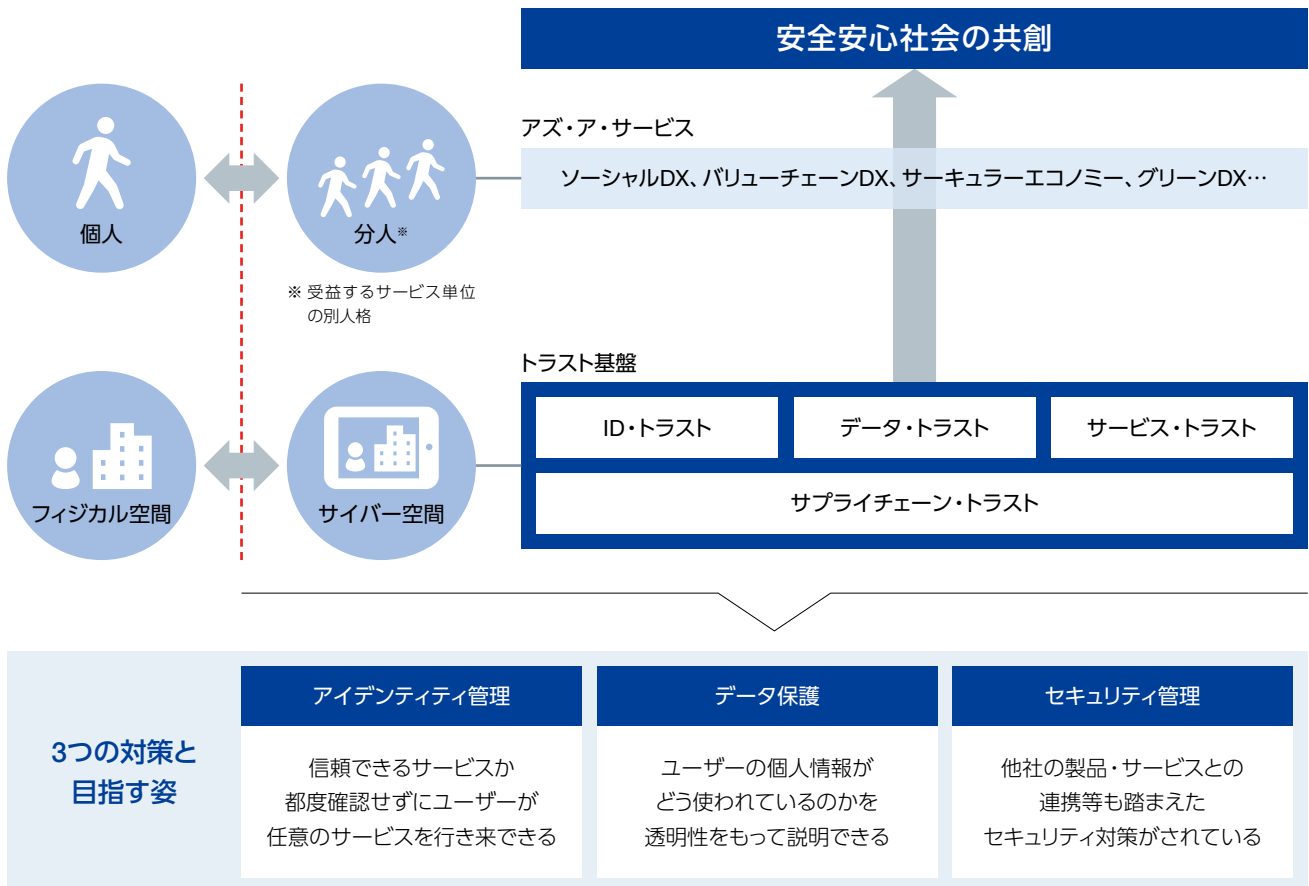 安全安心社会の共創
アズ・ア・サービス
ソーシャルDX、バリューチェーンDX、サーキュラーエコノミー、グリーンDX…
個人
分人※
※ 受益するサービス単位
の別人格
トラスト基盤
ID・トラスト
データ・トラスト
サービス・トラスト
サプライチェーン・トラスト
フィジカル空間
サイバー空間
3つの対策と
目指す姿
アイデンティティ管理
信頼できるサービスか
都度確認せずにユーザーが
任意のサービスを行き来できる
データ保護
ユーザーの個人情報が
どう使われているのかを
透明性をもって説明できる
セキュリティ管理
他社の製品・サービスとの
連携等も踏まえた
セキュリティ対策がされている